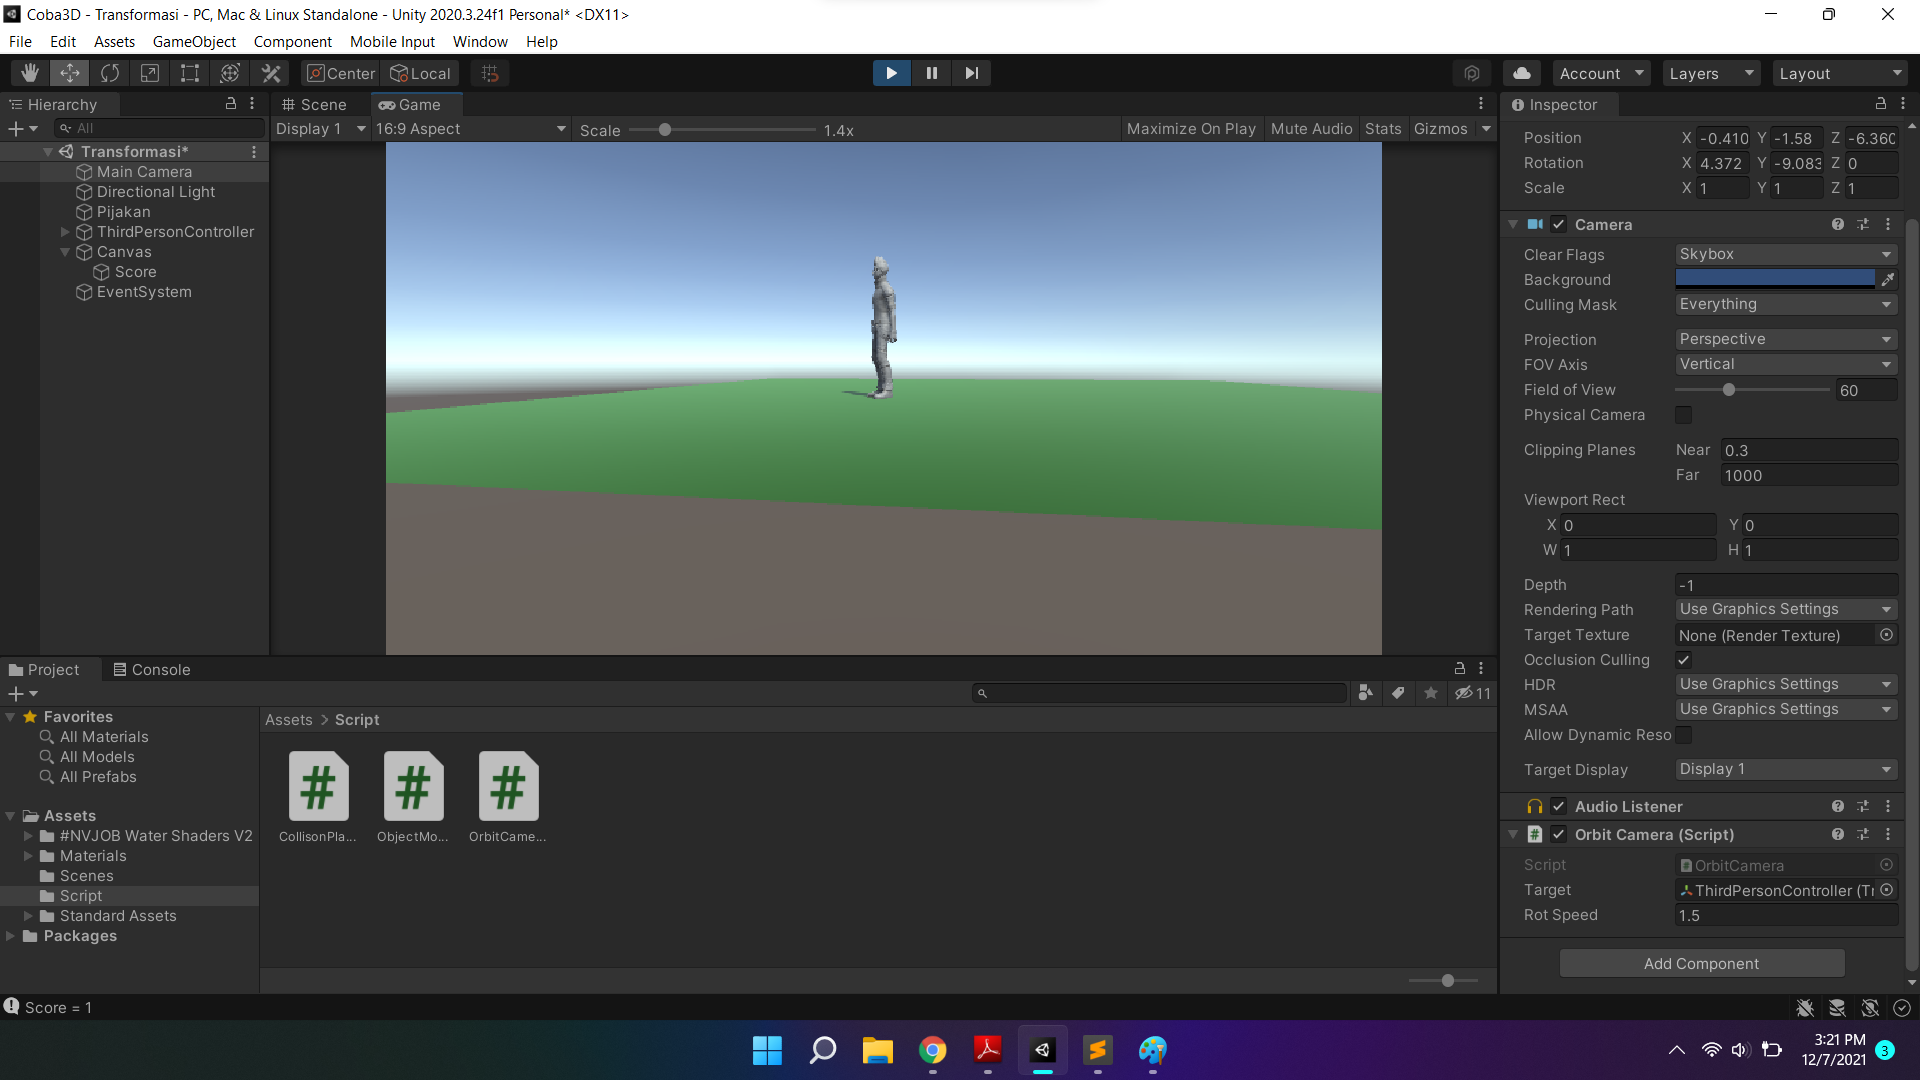 Coba3D - Transformasi - PC, Mac & Linux Standalone - Unity 2020.3.24f1 Personal* <DX11>
File Edit Assets GameObject Component Mobile Input Window Help
Center Local Account Layers Layout
Hierarchy
All
Transformasi*
Main Camera
Directional Light
Pijakan
ThirdPersonController
Canvas
Score
EventSystem
Scene Game
Display 1 16:9 Aspect Scale 1.4x Maximize On Play Mute Audio Stats Gizmos
Inspector
Position X -0.410 Y -1.58 Z -6.360
Rotation X 4.372 Y -9.083 Z 0
Scale X 1 Y 1 Z 1
Camera
Clear Flags Skybox
Background
Culling Mask Everything
Projection Perspective
FOV Axis Vertical
Field of View 60
Physical Camera
Clipping Planes Near 0.3
Far 1000
Viewport Rect
X 0 Y 0
W 1 H 1
Depth -1
Rendering Path Use Graphics Settings
Target Texture None (Render Texture)
Occlusion Culling
HDR Use Graphics Settings
MSAA Use Graphics Settings
Allow Dynamic Reso
Target Display Display 1
Audio Listener
Orbit Camera (Script)
Script OrbitCamera
Target ThirdPersonController (Tr
Rot Speed 1.5
Add Component
Project Console
11
Favorites
All Materials
All Models
All Prefabs
Assets
#NVJOB Water Shaders V2
Materials
Scenes
Script
Standard Assets
Packages
Assets > Script
CollisonPla... ObjectMo... OrbitCame...
Score = 1
3:21 PM
12/7/2021
3